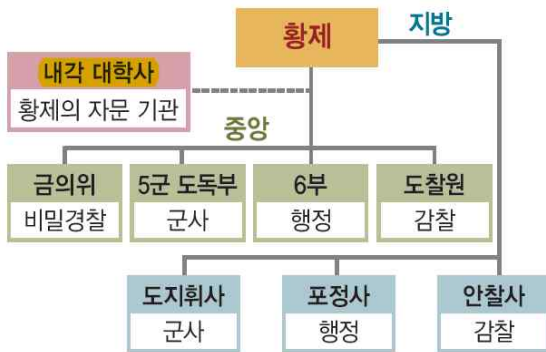 황제
지방
내각 대학사
황제의 자문 기관
중앙
금의위
비밀경찰
5군 도독부
군사
6부
행정
도찰원
감찰
도지휘사
군사
포정사
행정
안찰사
감찰